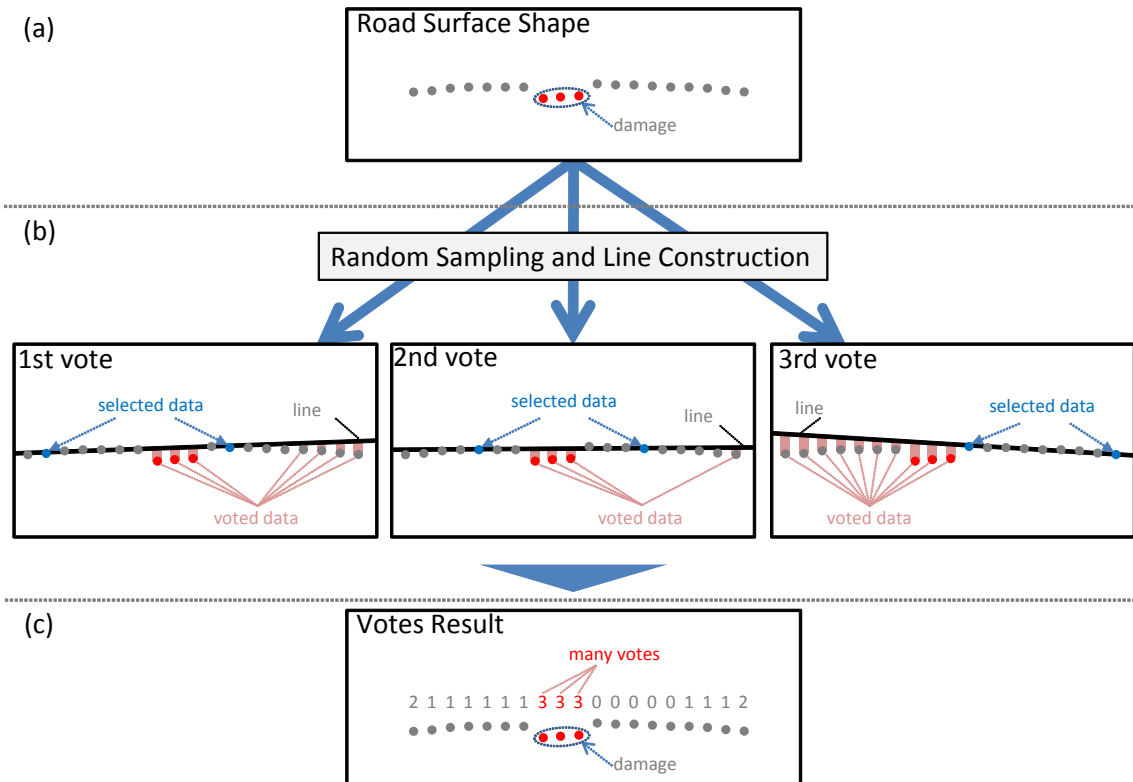 (a)
Road Surface Shape
damage
(b)
Random Sampling and Line Construction
1st vote
selected data
line
voted data
2nd vote
selected data
line
voted data
3rd vote
line
selected data
voted data
(c)
Votes Result
many votes
2 1 1 1 1 1 1 3 3 3 0 0 0 0 0 1 1 1 2
damage